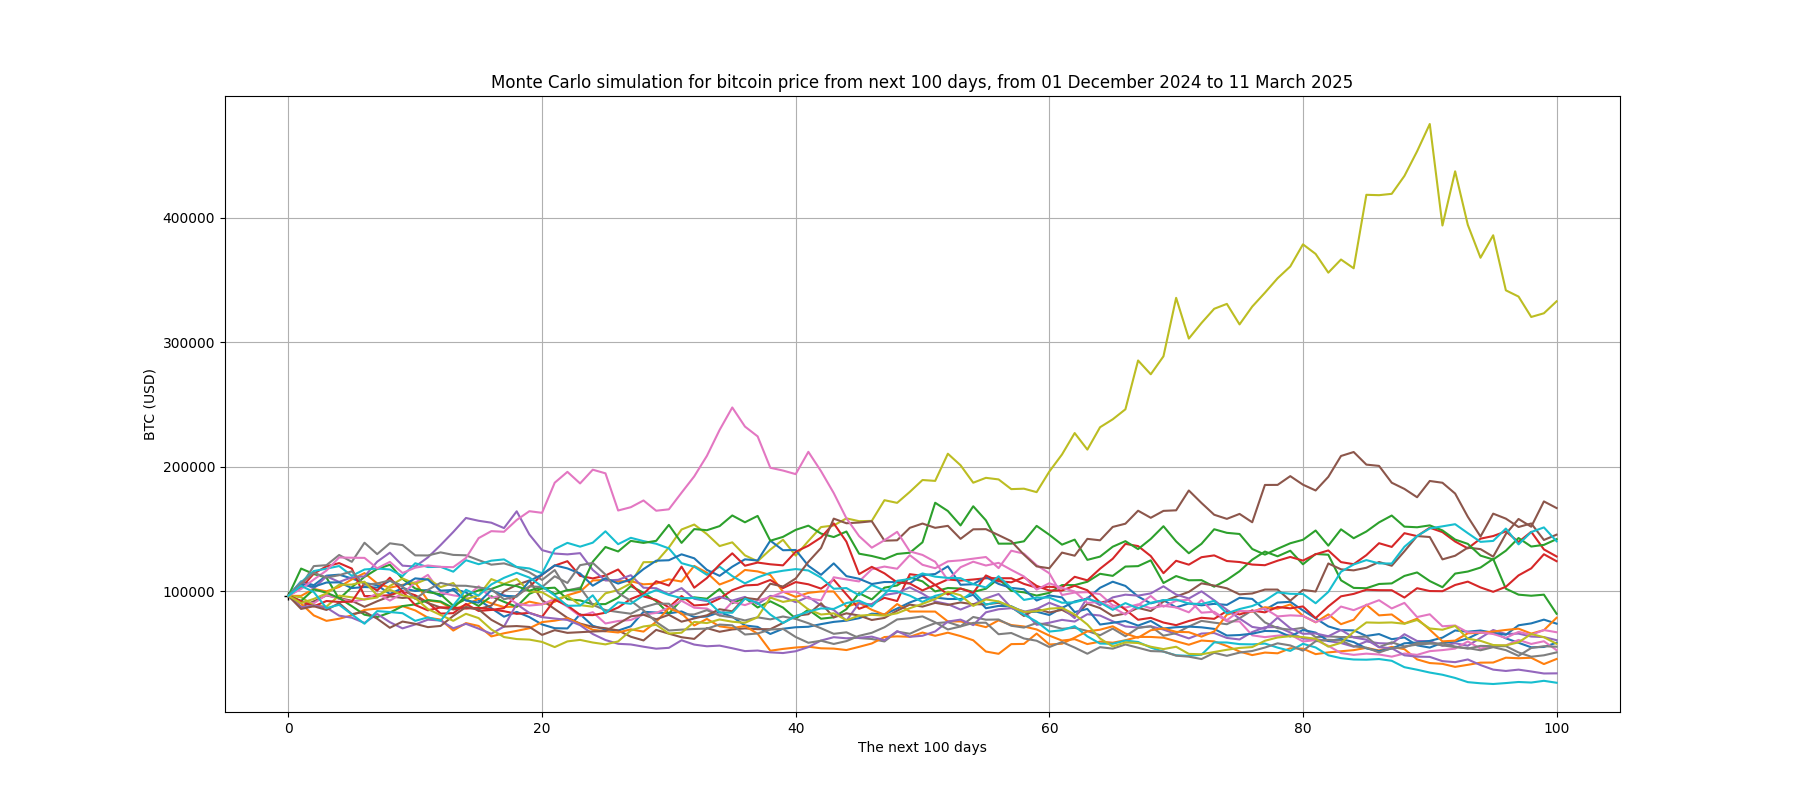 Monte Carlo simulation for bitcoin price from next 100 days, from 01 December 2024 to 11 March 2025
BTC (USD)
400000
300000
200000
100000
0 20 40 60 80 100
The next 100 days